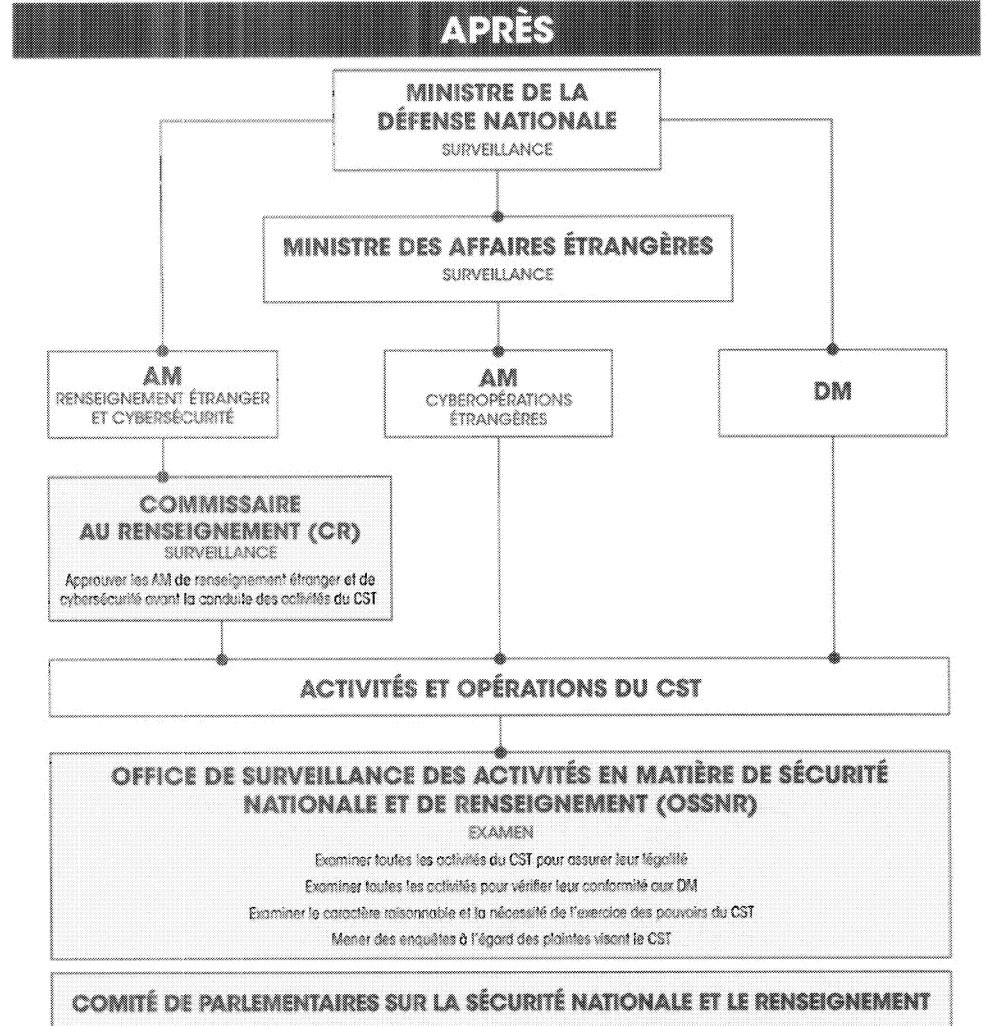 APRÈS
MINISTRE DE LA
DÉFENSE NATIONALE
SURVEILLANCE
MINISTRE DES AFFAIRES ÉTRANGÈRES
SURVEILLANCE
AM
RENSEIGNEMENT ÉTRANGER
ET CYBERSÉCURITÉ
AM
CYBEROPÉRATIONS
ÉTRANGÈRES
DM
COMMISSAIRE
AU RENSEIGNEMENT (CR)
SURVEILLANCE
Approuver les AM de renseignement étranger et de
cybersécurité avant la conduite des activités du CST
ACTIVITÉS ET OPÉRATIONS DU CST
OFFICE DE SURVEILLANCE DES ACTIVITÉS EN MATIÈRE DE SÉCURITÉ
NATIONALE ET DE RENSEIGNEMENT (OSSNR)
EXAMEN
Examiner toutes les activités du CST pour assurer leur légalité
Examiner toutes les activités pour vérifier leur conformité aux DM
Examiner le caractère raisonnable et la nécessité de l'exercice des pouvoirs du CST
Mener des enquêtes à l'égard des plaintes visant le CST
COMITÉ DE PARLEMENTAIRES SUR LA SÉCURITÉ NATIONALE ET LE RENSEIGNEMENT